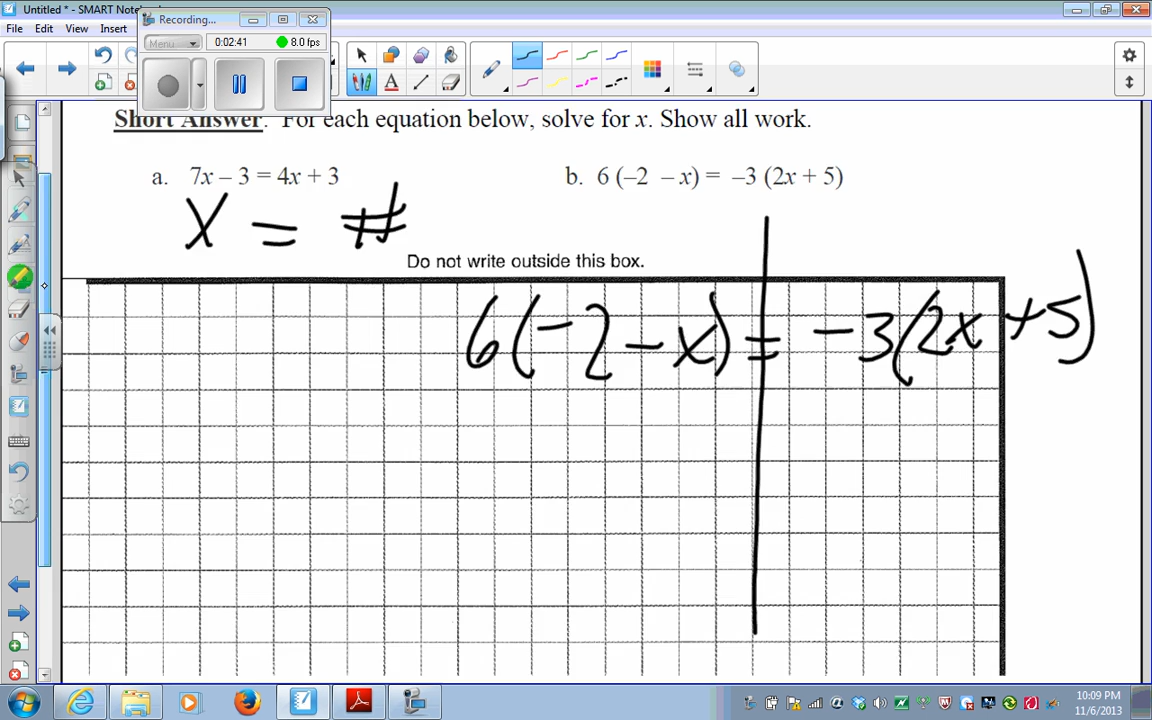 Untitled * - SMART Notebook
Recording...
File Edit View Insert
Menu 0:02:41 8.0 fps
Short Answer: For each equation below, solve for x. Show all work.
a. 7x – 3 = 4x + 3 b. 6 (–2 – x) = –3 (2x + 5)
X = #
Do not write outside this box.
6(-2-x) = -3(2x+5)
10:09 PM
11/6/2013